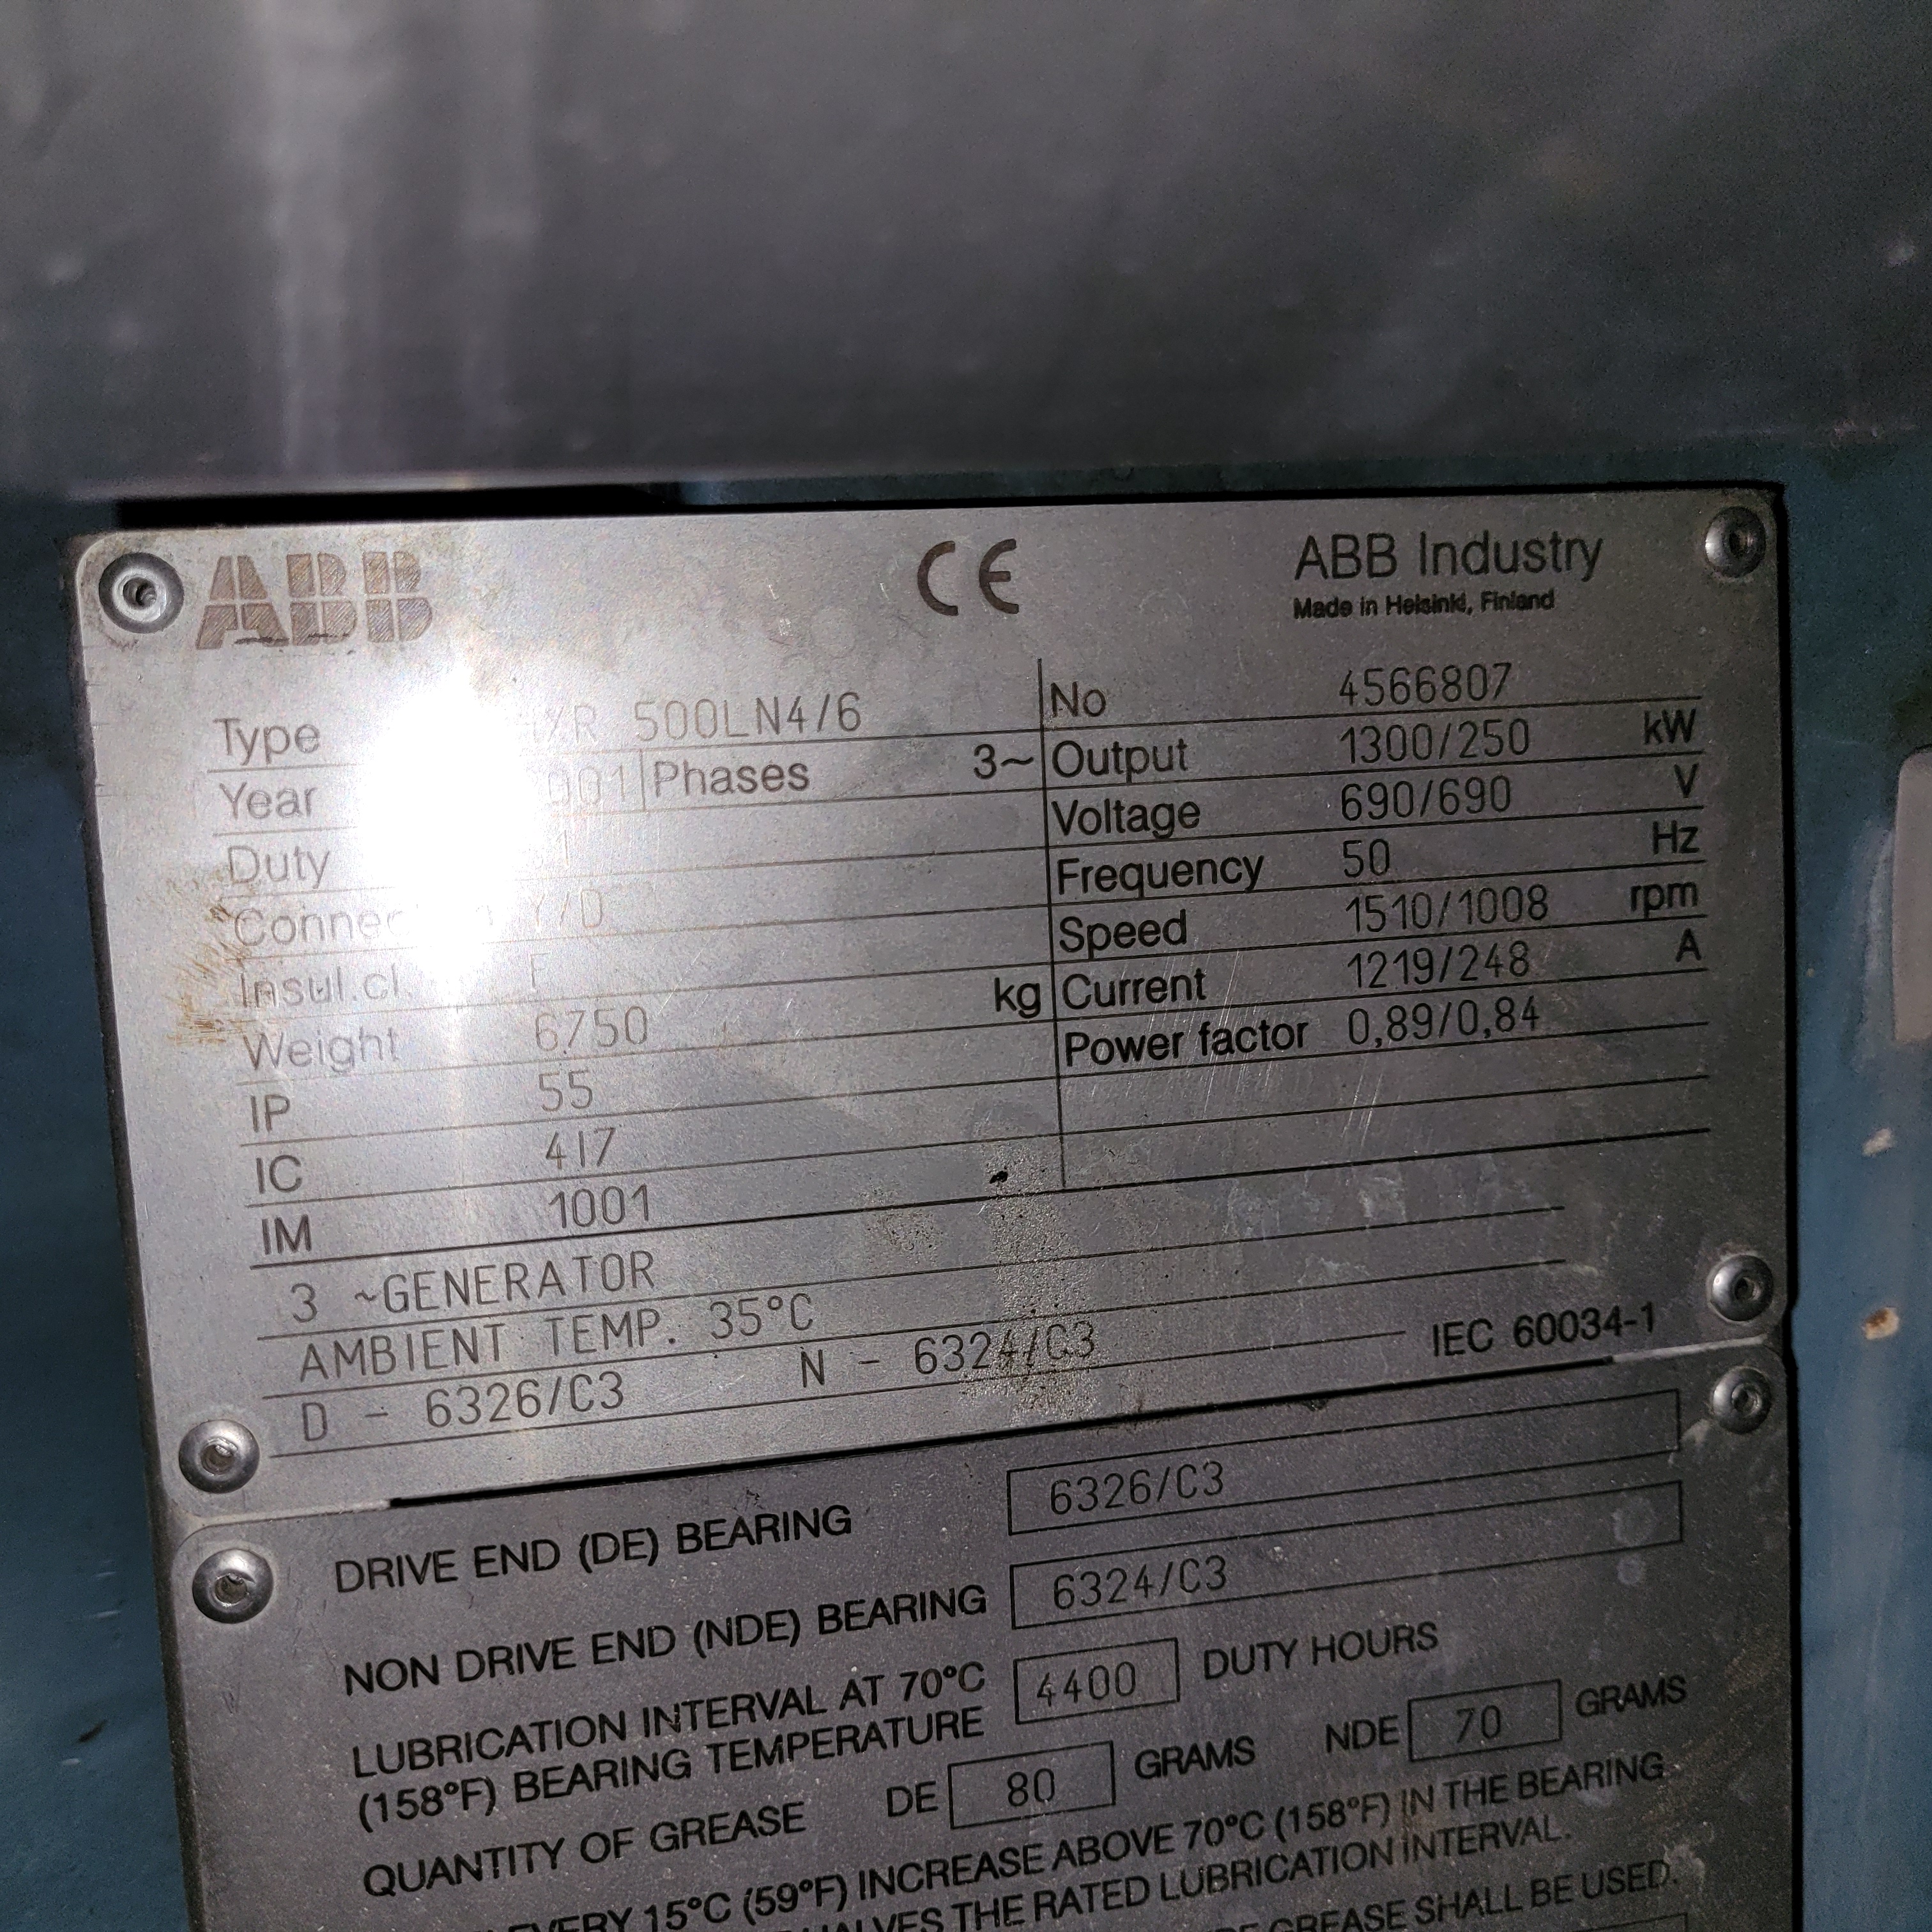 ABB CE ABB Industry
Made in Helsinki, Finland
Type YR 500LN4/6 No 4566807
Year 001 Phases 3~ Output 1300/250 kW
Duty 1 Voltage 690/690 V
Y/D Frequency 50 Hz
Insul.cl. F Speed 1510/1008 rpm
Weight 6750 kg Current 1219/248 A
IP 55 Power factor 0,89/0,84
IC 417
IM 1001
3 ~GENERATOR
AMBIENT TEMP. 35°C
D - 6326/C3 N - 6324/C3 IEC 60034-1
DRIVE END (DE) BEARING 6326/C3
NON DRIVE END (NDE) BEARING 6324/C3
LUBRICATION INTERVAL AT 70°C 4400 DUTY HOURS
(158°F) BEARING TEMPERATURE
QUANTITY OF GREASE DE 80 GRAMS NDE 70 GRAMS
EVERY 15°C (59°F) INCREASE ABOVE 70°C (158°F) IN THE BEARING
THE RATED LUBRICATION INTERVAL.
GREASE SHALL BE USED.